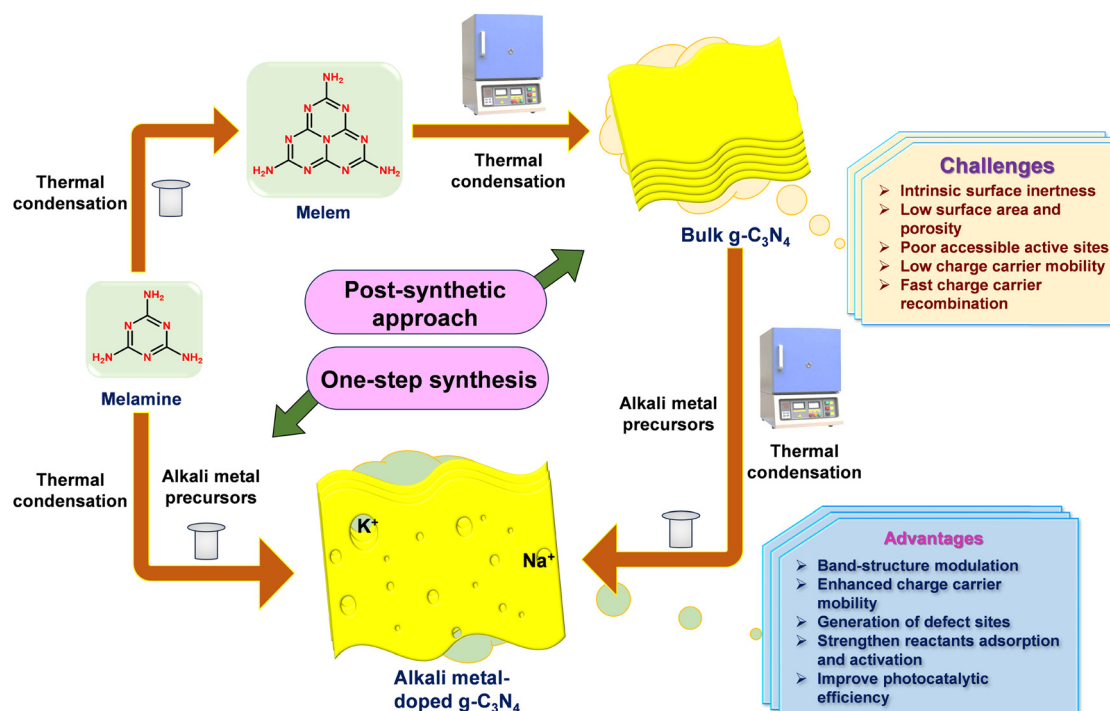 NH₂
N
N
N
N
N
N
N
H₂N
N
N
NH₂
Melem
Thermal
condensation
Thermal
condensation
Bulk g-C₃N₄
Challenges
➢ Intrinsic surface inertness
➢ Low surface area and
porosity
➢ Poor accessible active sites
➢ Low charge carrier mobility
➢ Fast charge carrier
recombination
Post-synthetic
approach
One-step synthesis
NH₂
N
N
H₂N
N
NH₂
Melamine
Thermal
condensation
Alkali metal
precursors
Alkali metal
precursors
Thermal
condensation
K⁺
Na⁺
Alkali metal-
doped g-C₃N₄
Advantages
➢ Band-structure modulation
➢ Enhanced charge carrier
mobility
➢ Generation of defect sites
➢ Strengthen reactants adsorption
and activation
➢ Improve photocatalytic
efficiency